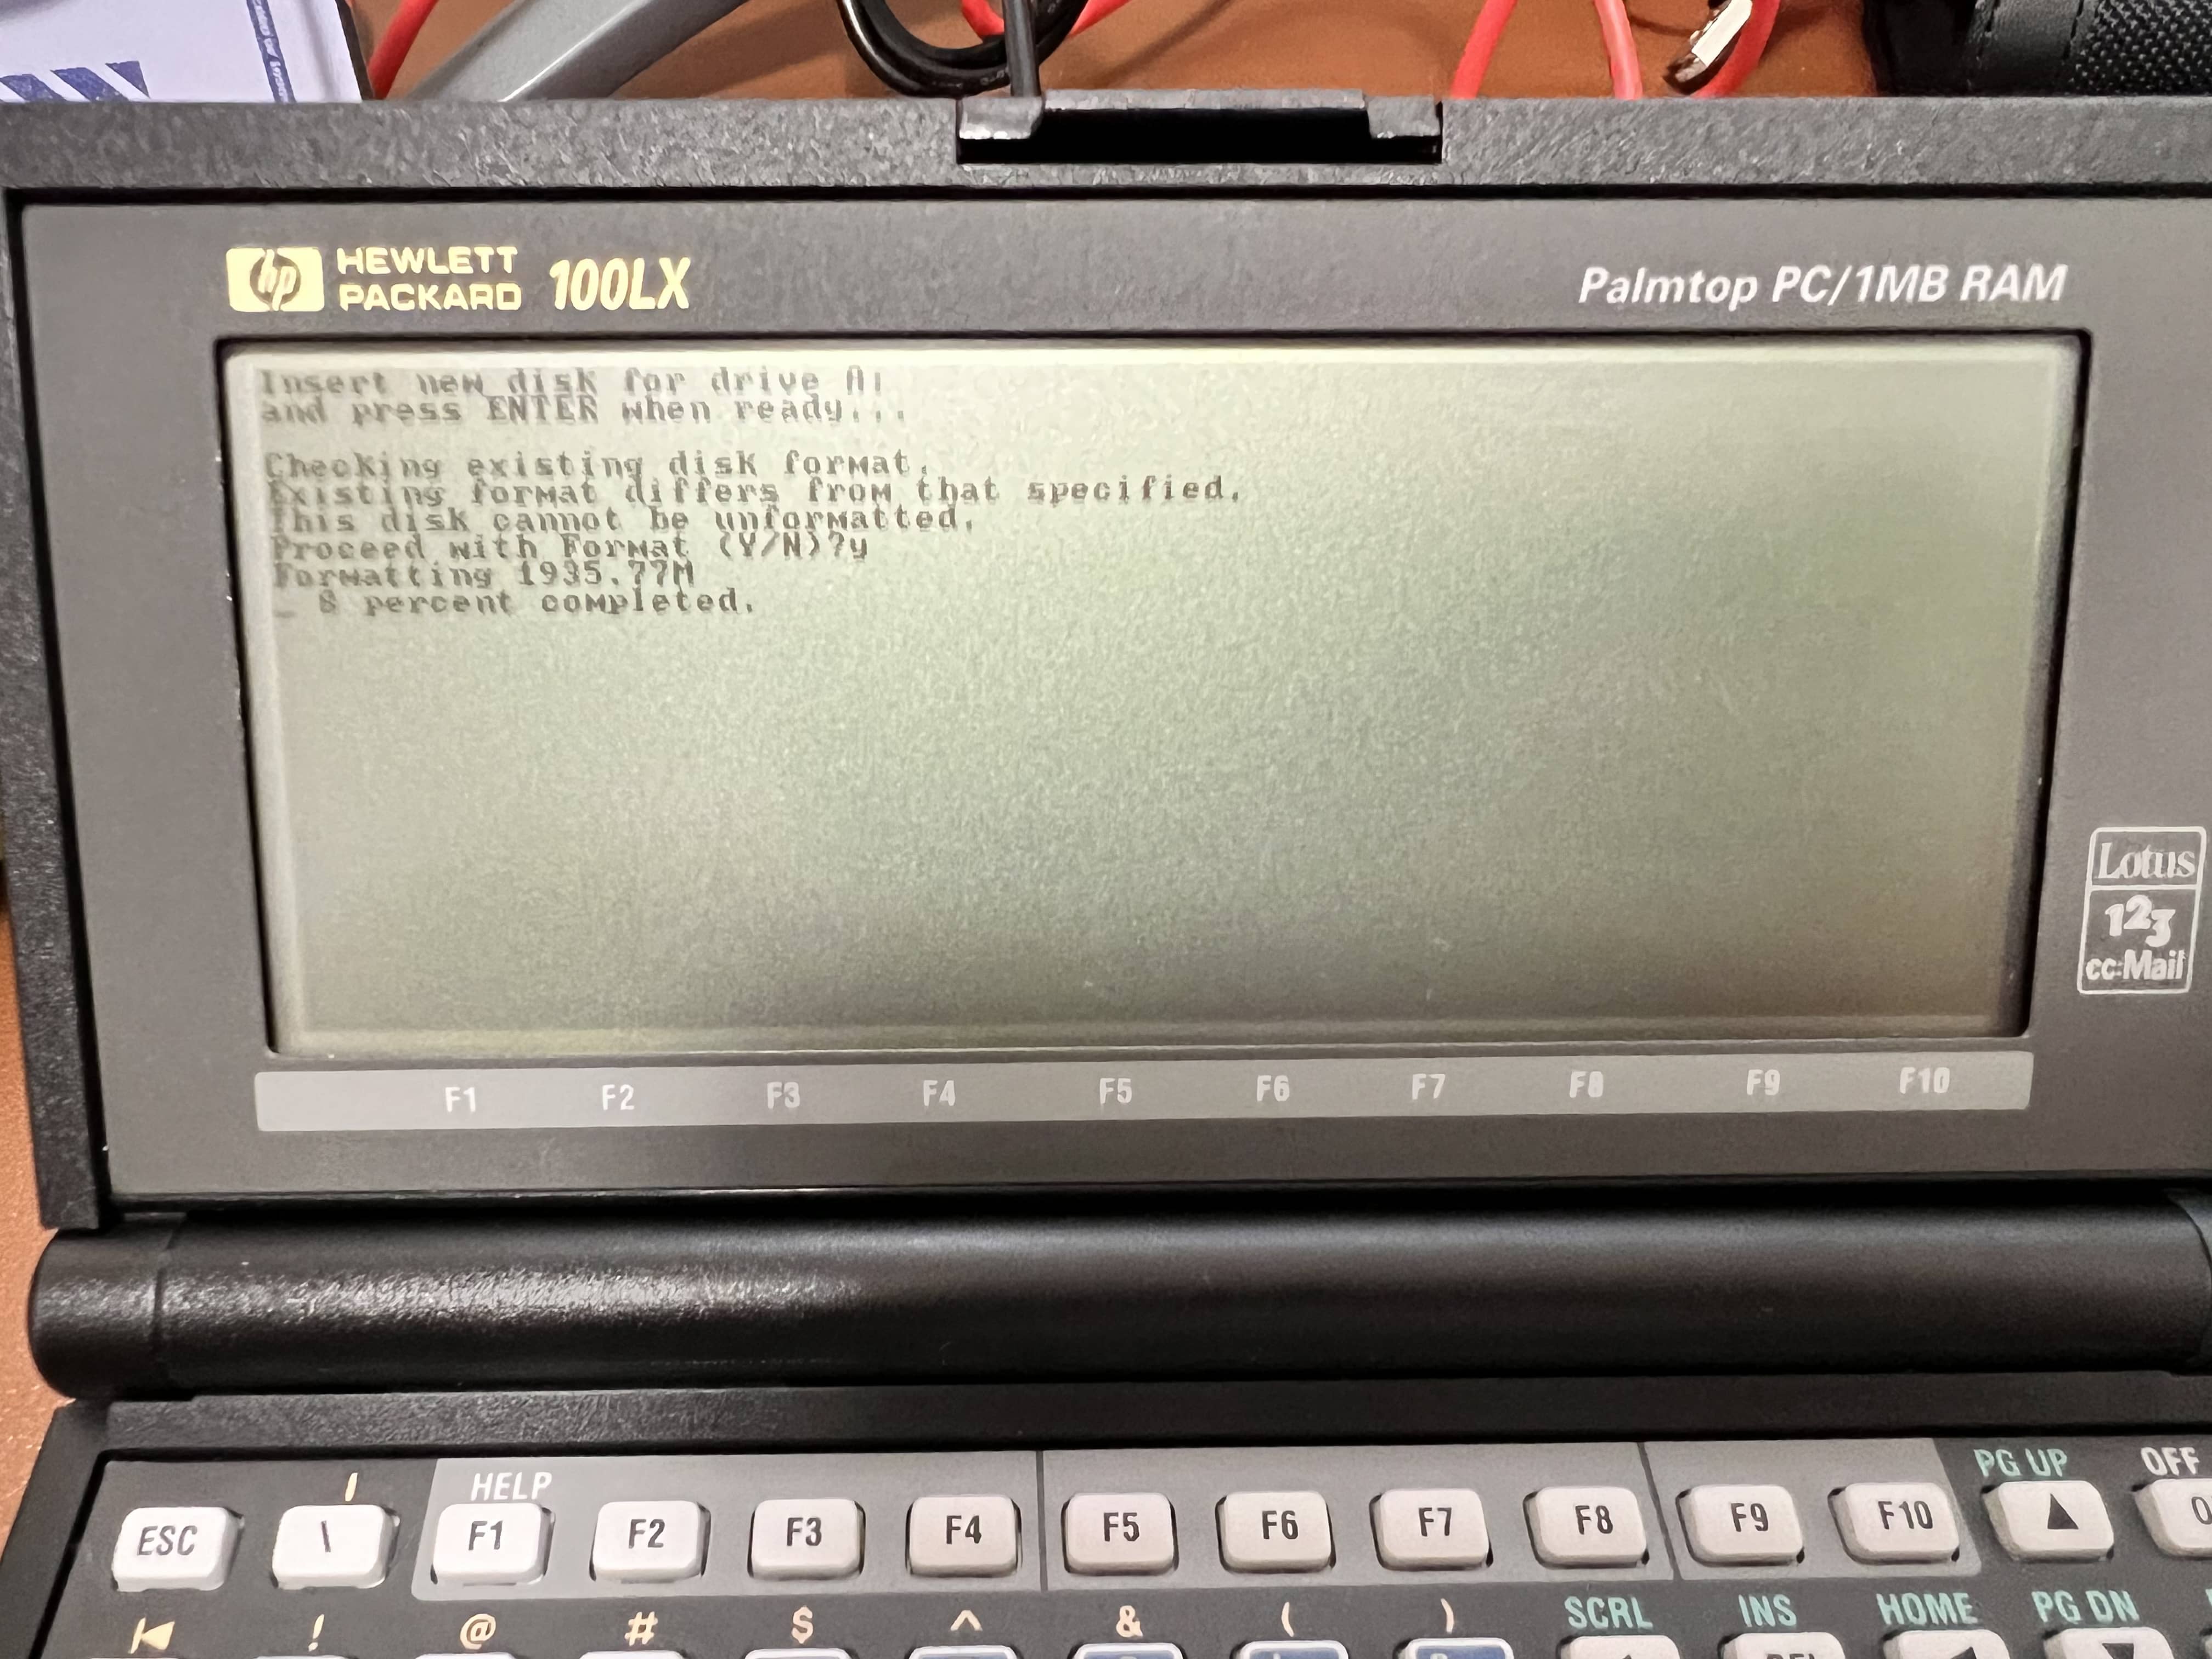 HEWLETT
PACKARD
100LX
Palmtop PC/1MB RAM
Insert new disk for drive A:
and press ENTER when ready...
Checking existing disk format.
Existing format differs from that specified.
This disk cannot be unformatted.
Proceed with Format (Y/N)?y
Formatting 1935.77M
_ 8 percent completed.
Lotus
123
cc:Mail
F1 F2 F3 F4 F5 F6 F7 F8 F9 F10
| HELP PG UP OFF
ESC \ F1 F2 F3 F4 F5 F6 F7 F8 F9 F10 ▲
! @ # $ ^ & ( ) SCRL INS HOME PG DN